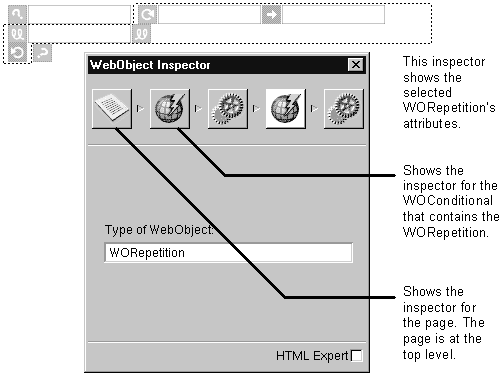 WebObject Inspector
This inspector
shows the
selected
WORepetition's
attributes.
Shows the
inspector for the
WOConditional
that contains the
WORepetition.
Type of WebObject:
WORepetition
Shows the
inspector for
the page. The
page is at the
top level.
HTML Expert